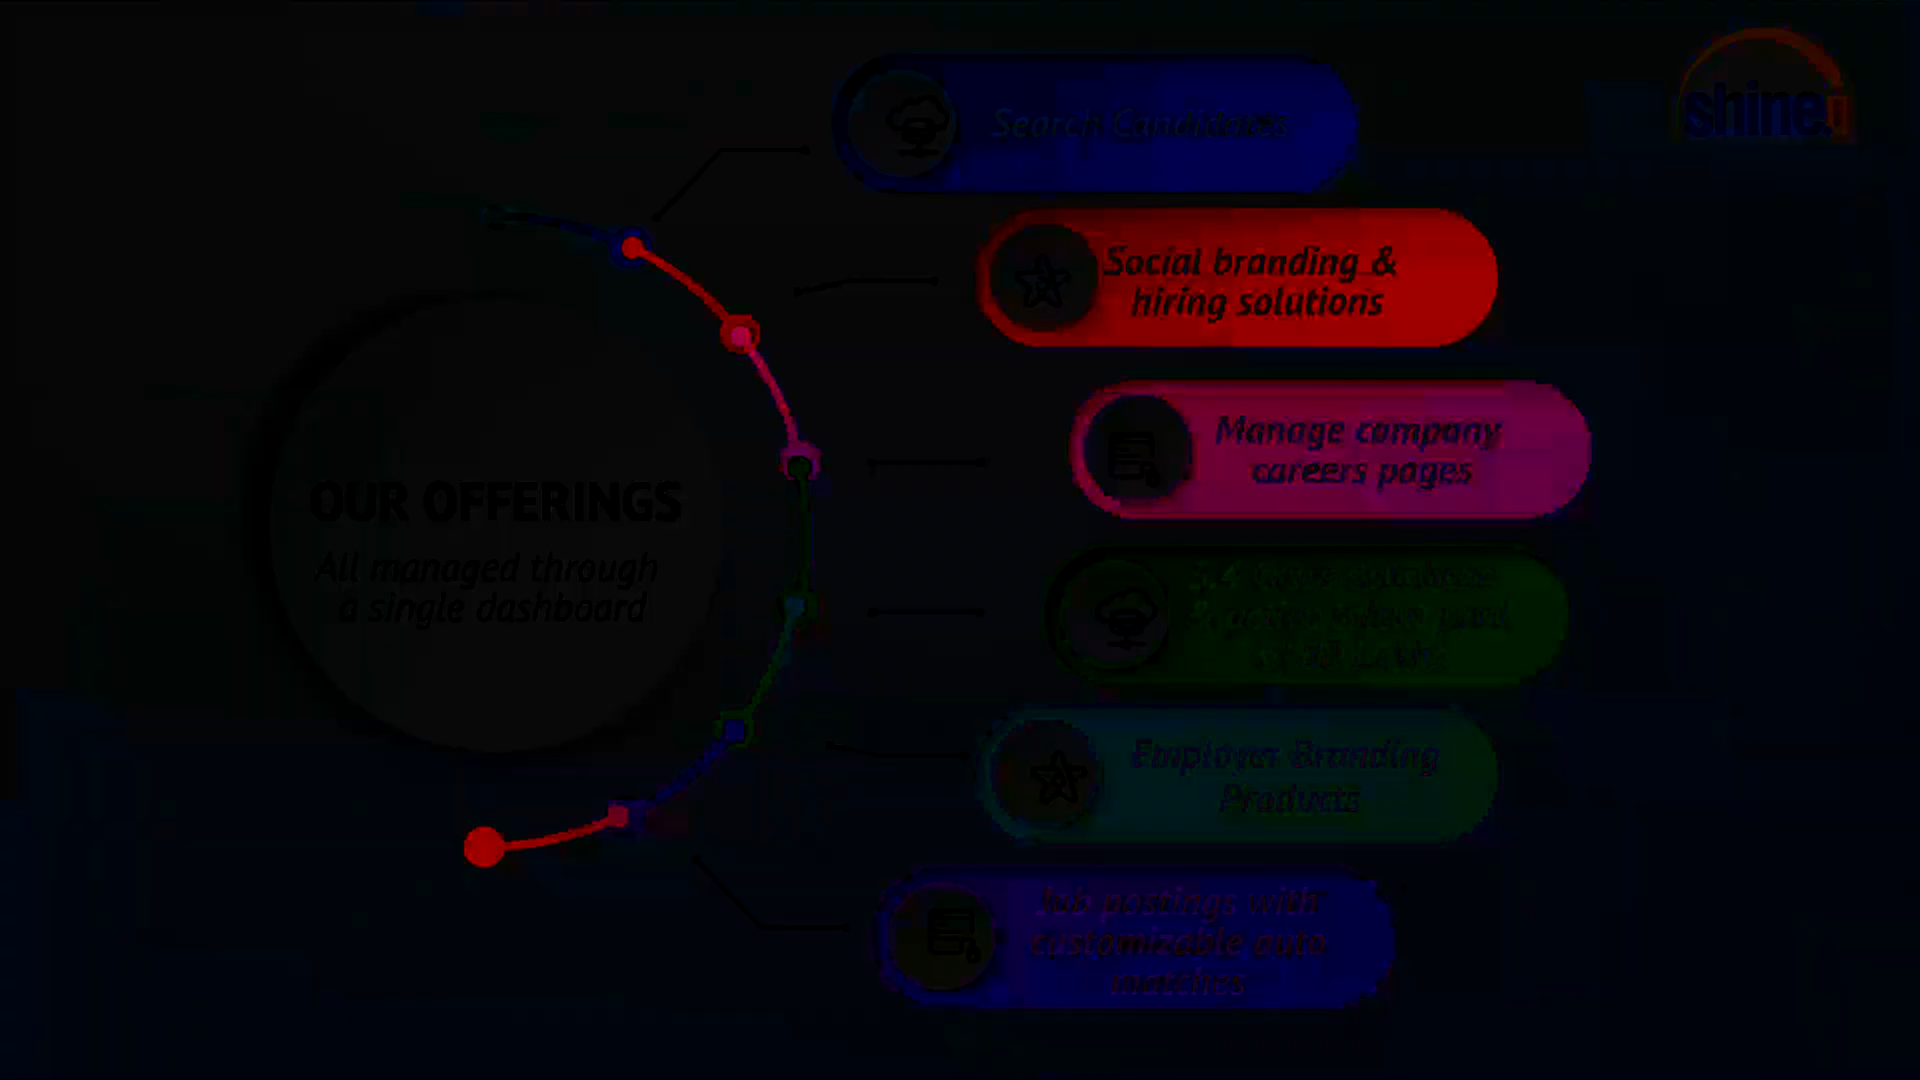 Search Candidates
shine.
Social branding &
hiring solutions
Manage company
careers pages
OUR OFFERINGS
All managed through
a single dashboard
Employer Branding
Products
Job postings with
customizable auto
matches